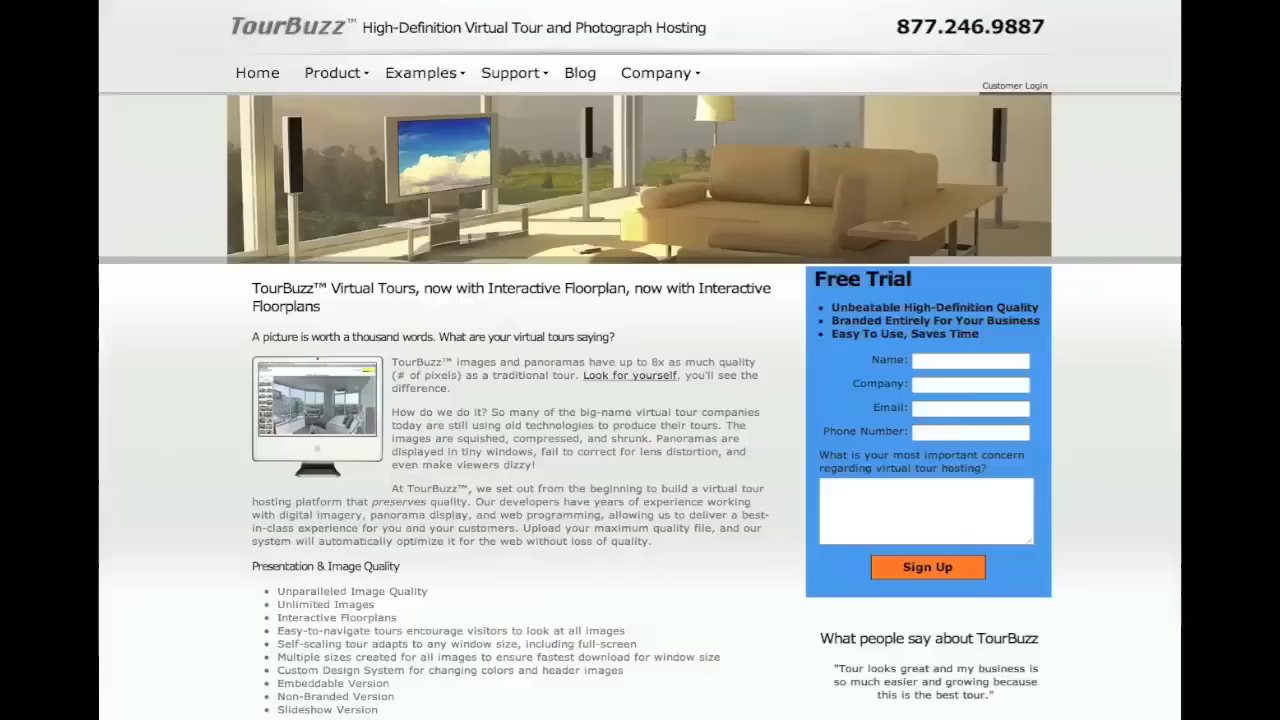 TourBuzz™ High-Definition Virtual Tour and Photograph Hosting
877.246.9887
Home Product Examples Support Blog Company
Customer Login
TourBuzz™ Virtual Tours, now with Interactive Floorplan, now with Interactive
Floorplans
A picture is worth a thousand words. What are your virtual tours saying?
TourBuzz™ images and panoramas have up to 8x as much quality
(# of pixels) as a traditional tour. Look for yourself, you'll see the
difference.
How do we do it? So many of the big-name virtual tour companies
today are still using old technologies to produce their tours. The
images are squished, compressed, and shrunk. Panoramas are
displayed in tiny windows, fail to correct for lens distortion, and
even make viewers dizzy!
At TourBuzz™, we set out from the beginning to build a virtual tour
hosting platform that preserves quality. Our developers have years of experience working
with digital imagery, panorama display, and web programming, allowing us to deliver a best-
in-class experience for you and your customers. Upload your maximum quality file, and our
system will automatically optimize it for the web without loss of quality.
Presentation & Image Quality
• Unparalleled Image Quality
• Unlimited Images
• Interactive Floorplans
• Easy-to-navigate tours encourage visitors to look at all images
• Self-scaling tour adapts to any window size, including full-screen
• Multiple sizes created for all images to ensure fastest download for window size
• Custom Design System for changing colors and header images
• Embeddable Version
• Non-Branded Version
• Slideshow Version
Free Trial
• Unbeatable High-Definition Quality
• Branded Entirely For Your Business
• Easy To Use, Saves Time
Name:
Company:
Email:
Phone Number:
What is your most important concern
regarding virtual tour hosting?
Sign Up
What people say about TourBuzz
"Tour looks great and my business is
so much easier and growing because
this is the best tour."